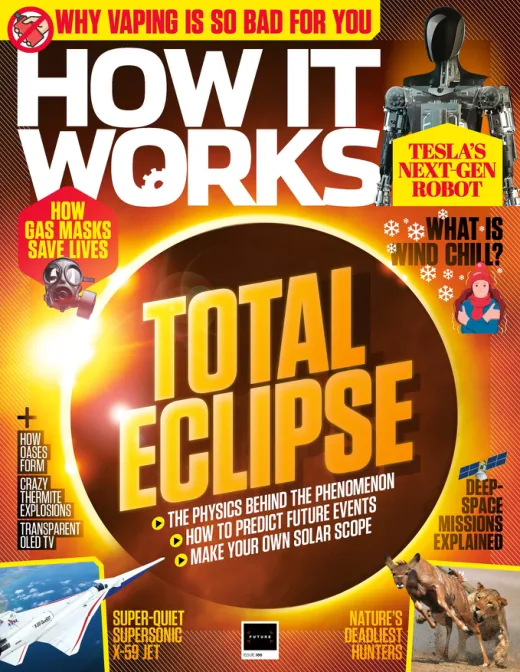 WHY VAPING IS SO BAD FOR YOU
HOW IT
WORKS
TESLA'S
NEXT-GEN
ROBOT
HOW
GAS MASKS
SAVE LIVES
WHAT IS
WIND CHILL?
TOTAL
ECLIPSE
THE PHYSICS BEHIND THE PHENOMENON
HOW TO PREDICT FUTURE EVENTS
MAKE YOUR OWN SOLAR SCOPE
+
HOW
OASES
FORM
CRAZY
THERMITE
EXPLOSIONS
TRANSPARENT
OLED TV
DEEP-
SPACE
MISSIONS
EXPLAINED
SUPER-QUIET
SUPERSONIC
X-59 JET
FUTURE
NATURE'S
DEADLIEST
HUNTERS